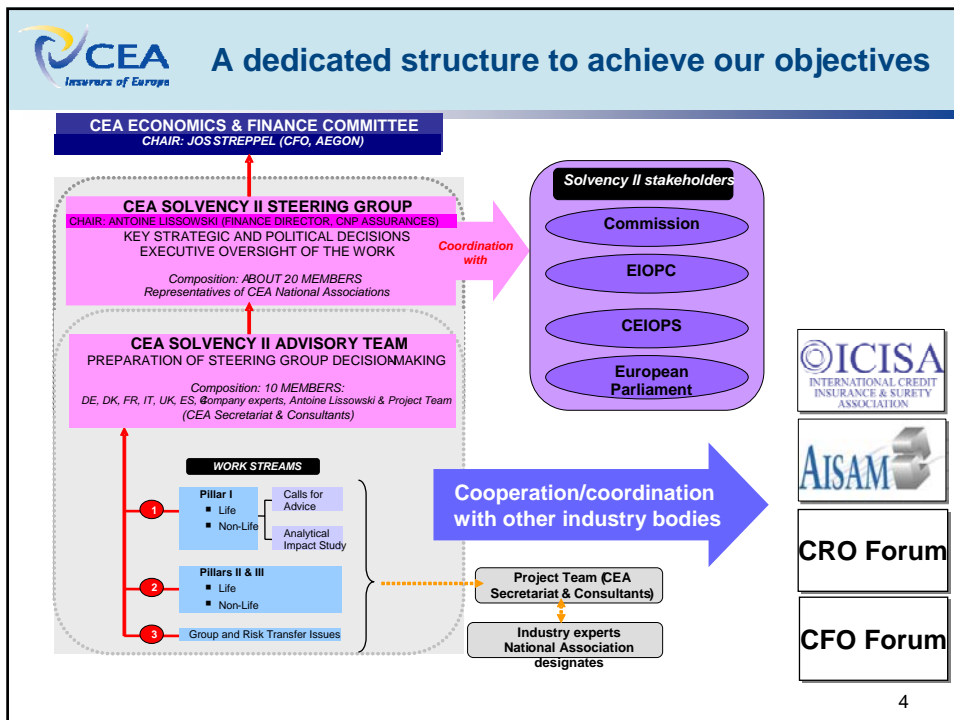 CEA
Insurers of Europe
A dedicated structure to achieve our objectives
CEA ECONOMICS & FINANCE COMMITTEE
CHAIR: JOS STREPPEL (CFO, AEGON)
CEA SOLVENCY II STEERING GROUP
CHAIR: ANTOINE LISSOWSKI (FINANCE DIRECTOR, CNP ASSURANCES)
KEY STRATEGIC AND POLITICAL DECISIONS
EXECUTIVE OVERSIGHT OF THE WORK
Composition: ABOUT 20 MEMBERS
Representatives of CEA National Associations
Coordination
with
Solvency II stakeholders
Commission
EIOPC
CEIOPS
European
Parliament
CEA SOLVENCY II ADVISORY TEAM
PREPARATION OF STEERING GROUP DECISION-MAKING
Composition: 10 MEMBERS:
DE, DK, FR, IT, UK, ES, Company experts, Antoine Lissowski & Project Team
(CEA Secretariat & Consultants)
WORK STREAMS
1
Pillar I
▪ Life
▪ Non-Life
Calls for
Advice
Analytical
Impact Study
2
Pillars II & III
▪ Life
▪ Non-Life
3
Group and Risk Transfer Issues
Cooperation/coordination
with other industry bodies
Project Team (CEA
Secretariat & Consultants)
Industry experts
National Association
designates
ICISA
INTERNATIONAL CREDIT
INSURANCE & SURETY
ASSOCIATION
AISAM
CRO Forum
CFO Forum
4